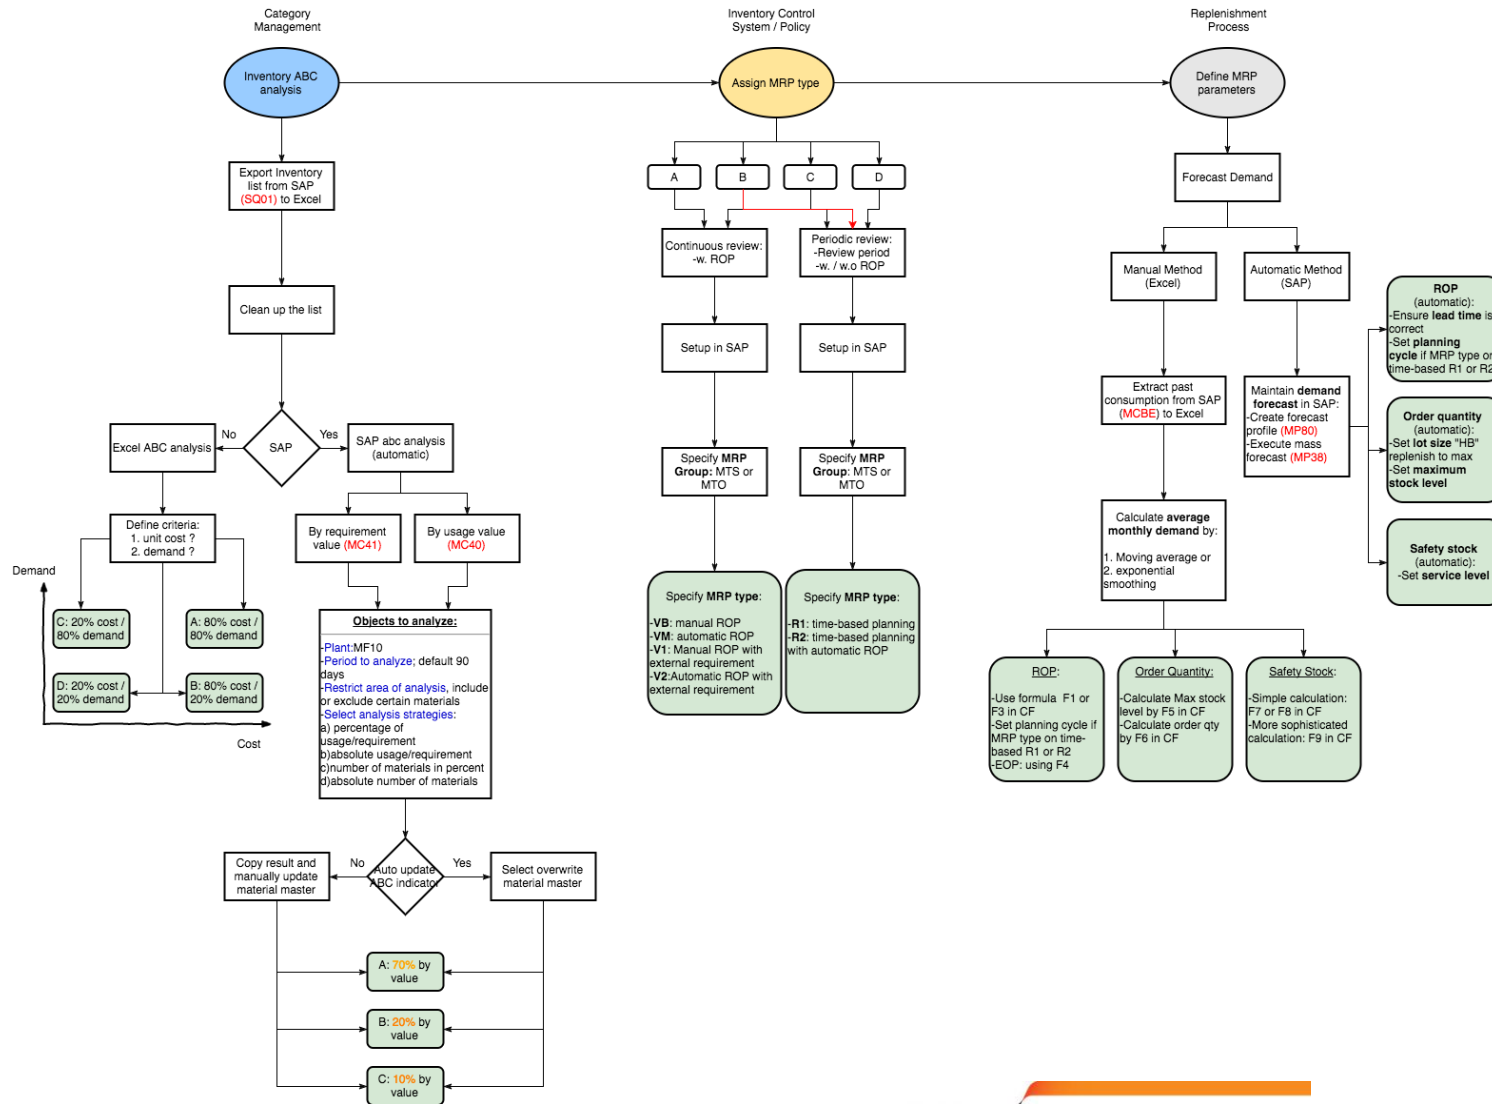 Category
Management
Inventory Control
System / Policy
Replenishment
Process
Inventory ABC
analysis
Assign MRP type
Define MRP
parameters
Export Inventory
list from SAP
(SQ01) to Excel
Clean up the list
SAP
No
Yes
Excel ABC analysis
SAP abc analysis
(automatic)
Define criteria:
1. unit cost ?
2. demand ?
By requirement
value (MC41)
By usage value
(MC40)
Demand
C: 20% cost /
80% demand
A: 80% cost /
80% demand
D: 20% cost /
20% demand
B: 80% cost /
20% demand
Cost
Objects to analyze:
-Plant:MF10
-Period to analyze; default 90
days
-Restrict area of analysis, include
or exclude certain materials
-Select analysis strategies:
a) percentage of
usage/requirement
b)absolute usage/requirement
c)number of materials in percent
d)absolute number of materials
Auto update
ABC indicator
No
Yes
Copy result and
manually update
material master
Select overwrite
material master
A: 70% by
value
B: 20% by
value
C: 10% by
value
A
B
C
D
Continuous review:
-w. ROP
Periodic review:
-Review period
-w. / w.o ROP
Setup in SAP
Setup in SAP
Specify MRP
Group: MTS or
MTO
Specify MRP
Group: MTS or
MTO
Specify MRP type:
-VB: manual ROP
-VM: automatic ROP
-V1: Manual ROP with
external requirement
-V2:Automatic ROP with
external requirement
Specify MRP type:
-R1: time-based planning
-R2: time-based planning
with automatic ROP
Forecast Demand
Manual Method
(Excel)
Automatic Method
(SAP)
Extract past
consumption from SAP
(MCBE) to Excel
Maintain demand
forecast in SAP:
-Create forecast
profile (MP80)
-Execute mass
forecast (MP38)
Calculate average
monthly demand by:
1. Moving average or
2. exponential
smoothing
ROP
(automatic):
-Ensure lead time is
correct
-Set planning
cycle if MRP type on
time-based R1 or R2
Order quantity
(automatic):
-Set lot size "HB"
replenish to max
-Set maximum
stock level
Safety stock
(automatic):
-Set service level
ROP:
-Use formula F1 or
F3 in CF
-Set planning cycle if
MRP type on time-
based R1 or R2
-EOP: using F4
Order Quantity:
-Calculate Max stock
level by F5 in CF
-Calculate order qty
by F6 in CF
Safety Stock:
-Simple calculation:
F7 or F8 in CF
-More sophisticated
calculation: F9 in CF